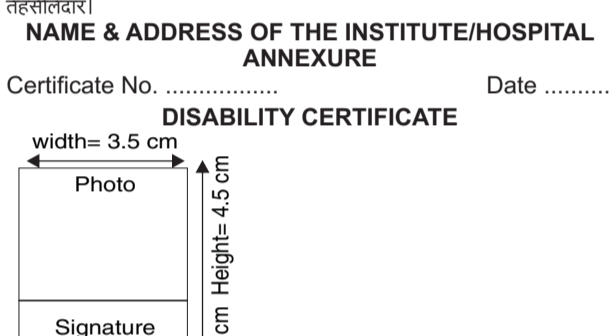 तहसीलदार।
NAME & ADDRESS OF THE INSTITUTE/HOSPITAL
ANNEXURE
Certificate No. .................
Date ..........
DISABILITY CERTIFICATE
width= 3.5 cm
Photo
cm Height= 4.5 cm
Signature